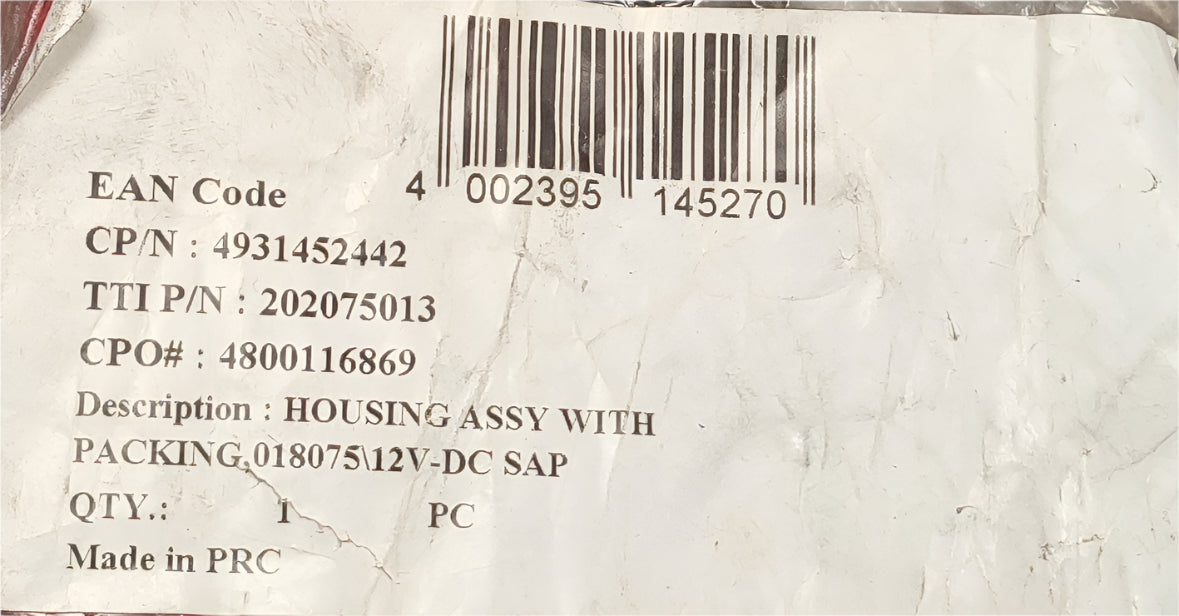 4 002395 145270
EAN Code
CP/N : 4931452442
TTI P/N : 202075013
CPO# : 4800116869
Description : HOUSING ASSY WITH
PACKING,018075\12V-DC SAP
QTY.: 1 PC
Made in PRC